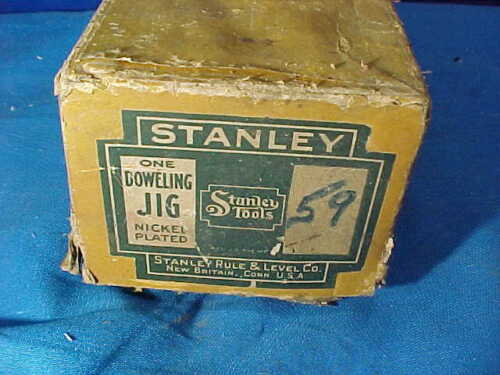 STANLEY
ONE
DOWELING
JIG
NICKEL
PLATED
Stanley
Tools
59
STANLEY RULE & LEVEL CO.
NEW BRITAIN., CONN. U.S.A